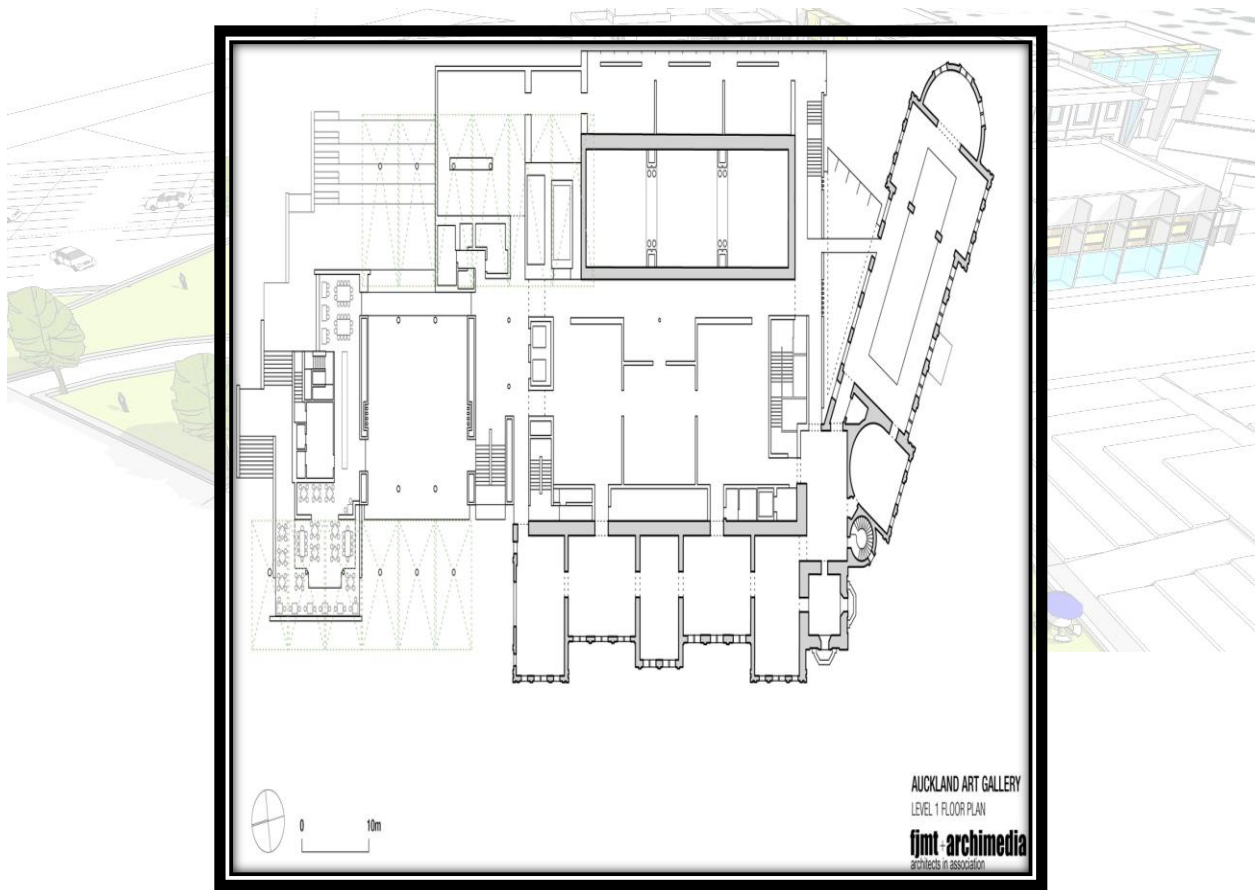 0 10m
AUCKLAND ART GALLERY
LEVEL 1 FLOOR PLAN
fjmt+archimedia
architects in association